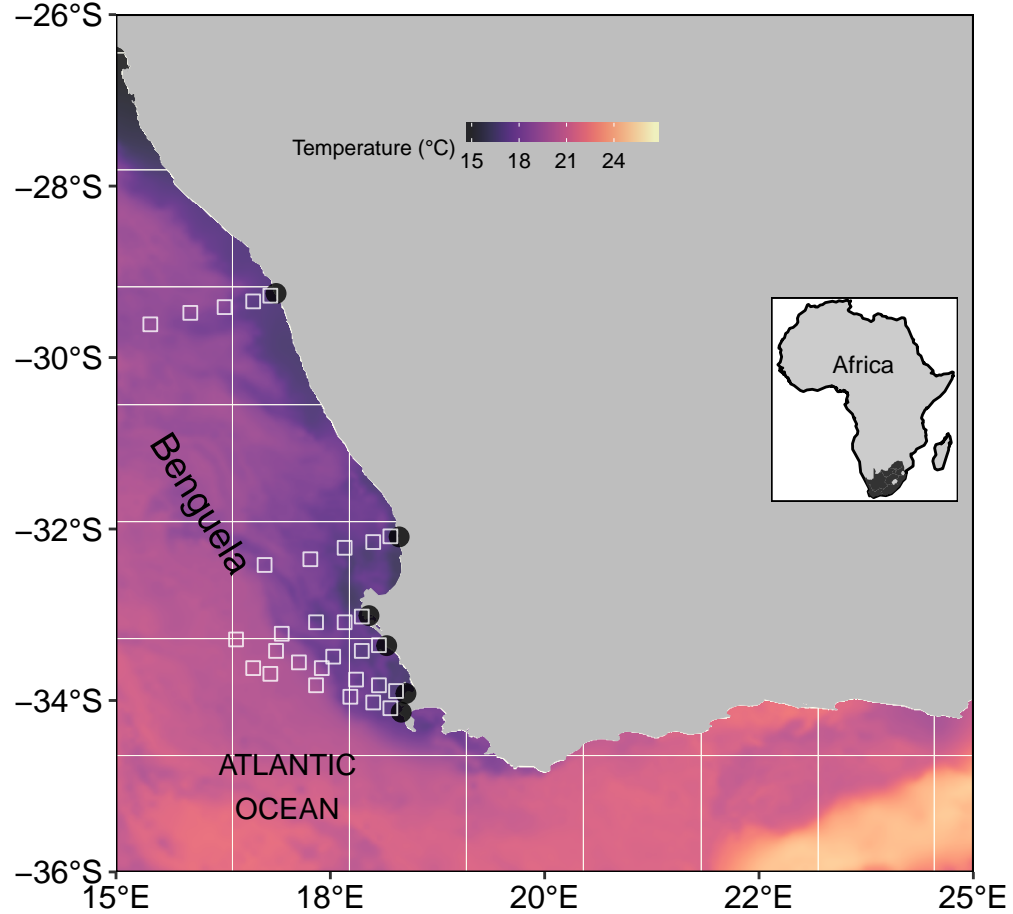 −26°S
Temperature (°C)
15 18 21 24
−28°S
−30°S
Africa
Benguela
−32°S
−34°S
ATLANTIC
OCEAN
−36°S
15°E 18°E 20°E 22°E 25°E